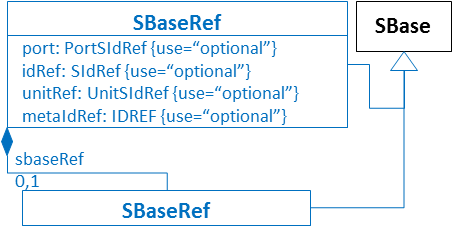 SBaseRef
port: PortSIdRef {use=“optional”}
idRef: SIdRef {use=“optional”}
unitRef: UnitSIdRef {use=“optional”}
metaIdRef: IDREF {use=“optional”}
SBase
sbaseRef
0,1
SBaseRef